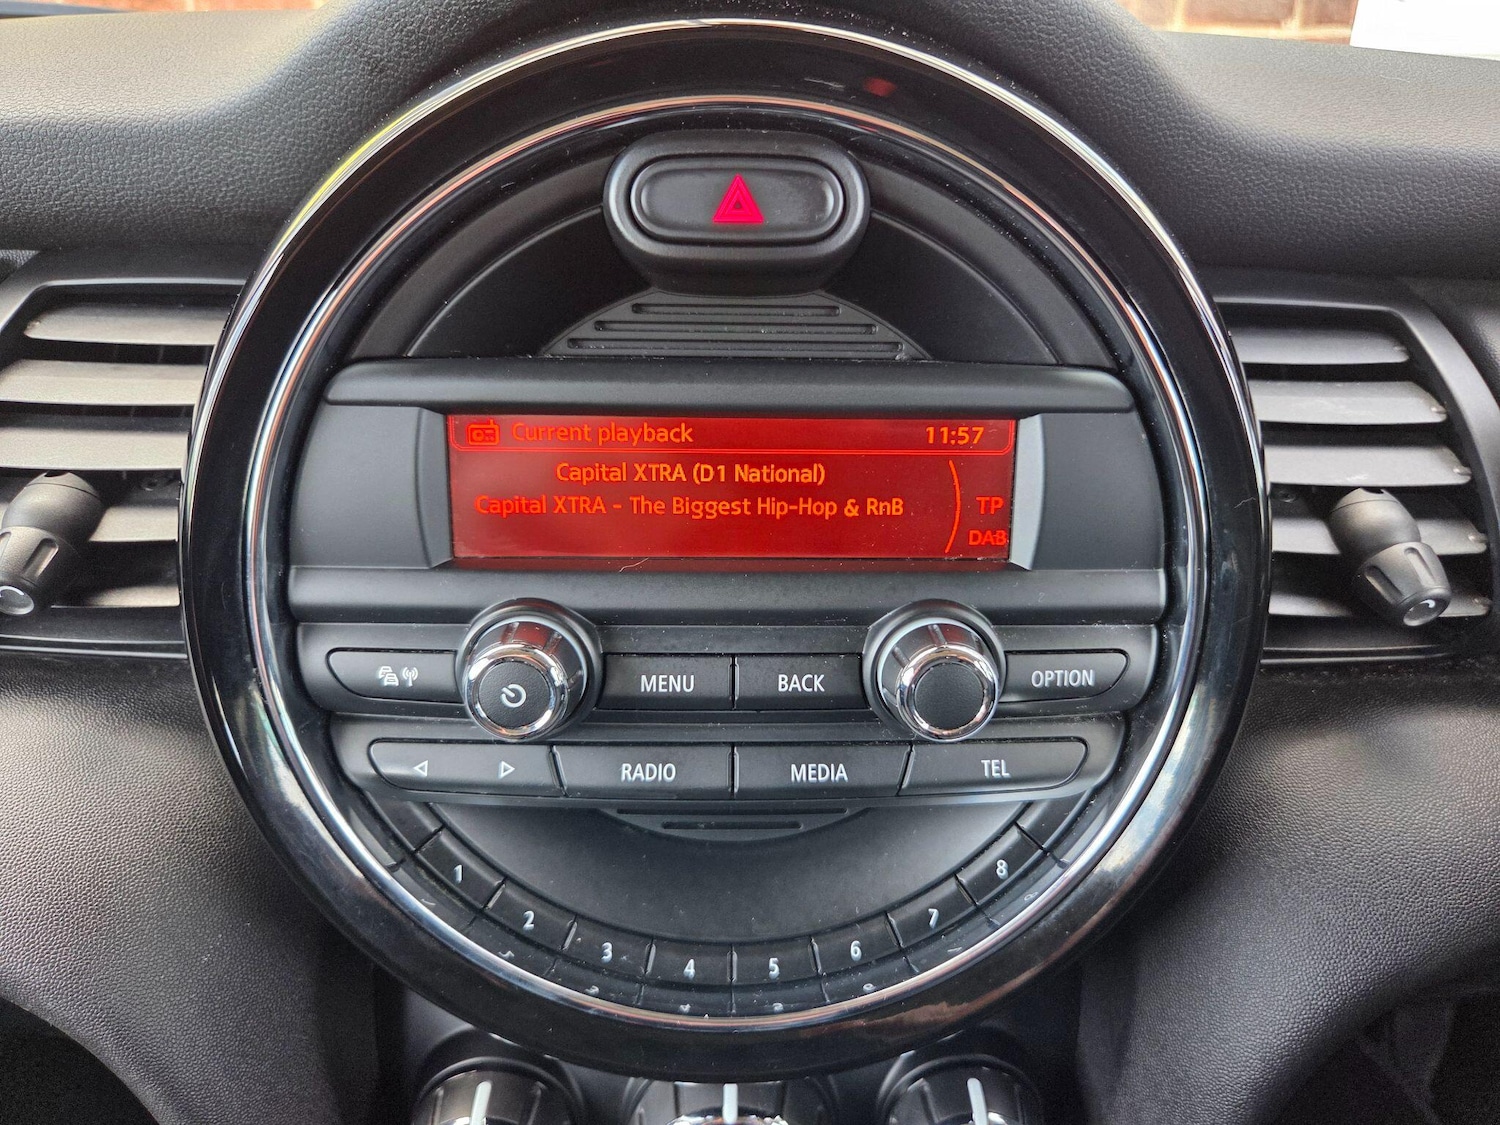 Current playback 11:57
Capital XTRA (D1 National)
Capital XTRA - The Biggest Hip-Hop & RnB
TP
DAB
MENU BACK OPTION
RADIO MEDIA TEL
1 2 3 4 5 6 7 8